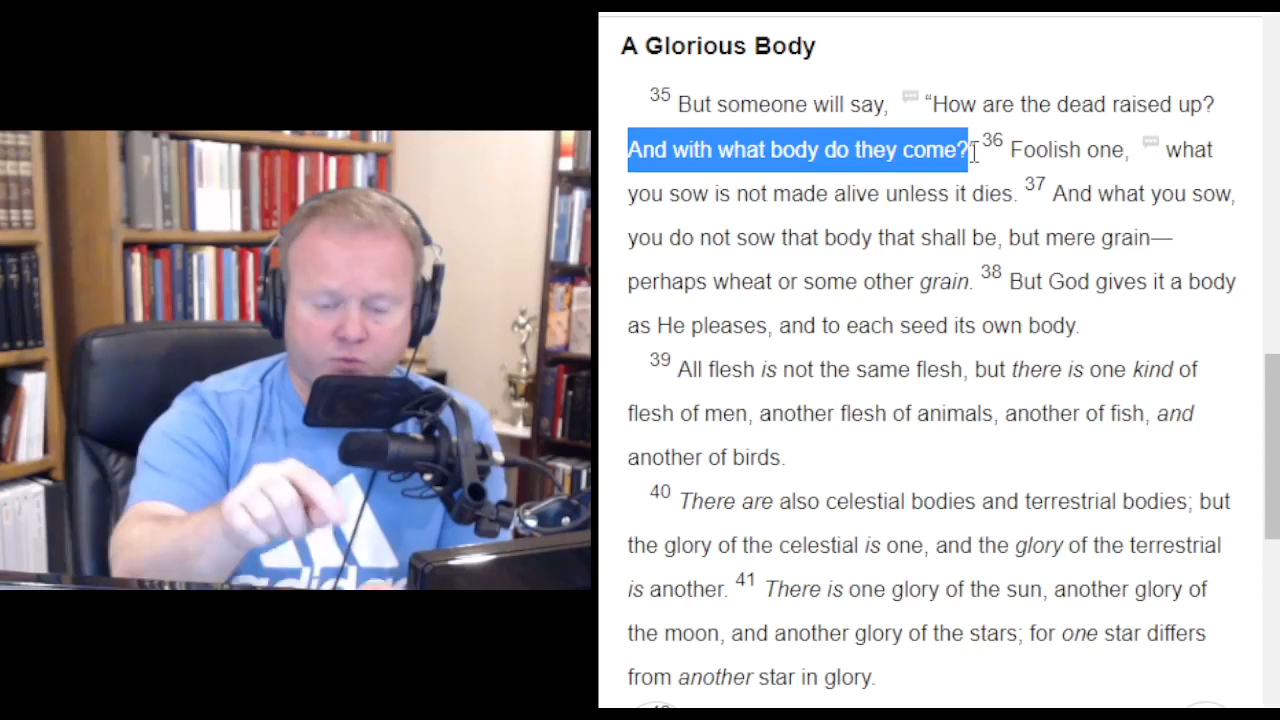 A Glorious Body
35 But someone will say, “How are the dead raised up?
And with what body do they come?” 36 Foolish one, what
you sow is not made alive unless it dies. 37 And what you sow,
you do not sow that body that shall be, but mere grain—
perhaps wheat or some other grain. 38 But God gives it a body
as He pleases, and to each seed its own body.
39 All flesh is not the same flesh, but there is one kind of
flesh of men, another flesh of animals, another of fish, and
another of birds.
40 There are also celestial bodies and terrestrial bodies; but
the glory of the celestial is one, and the glory of the terrestrial
is another. 41 There is one glory of the sun, another glory of
the moon, and another glory of the stars; for one star differs
from another star in glory.
adidas